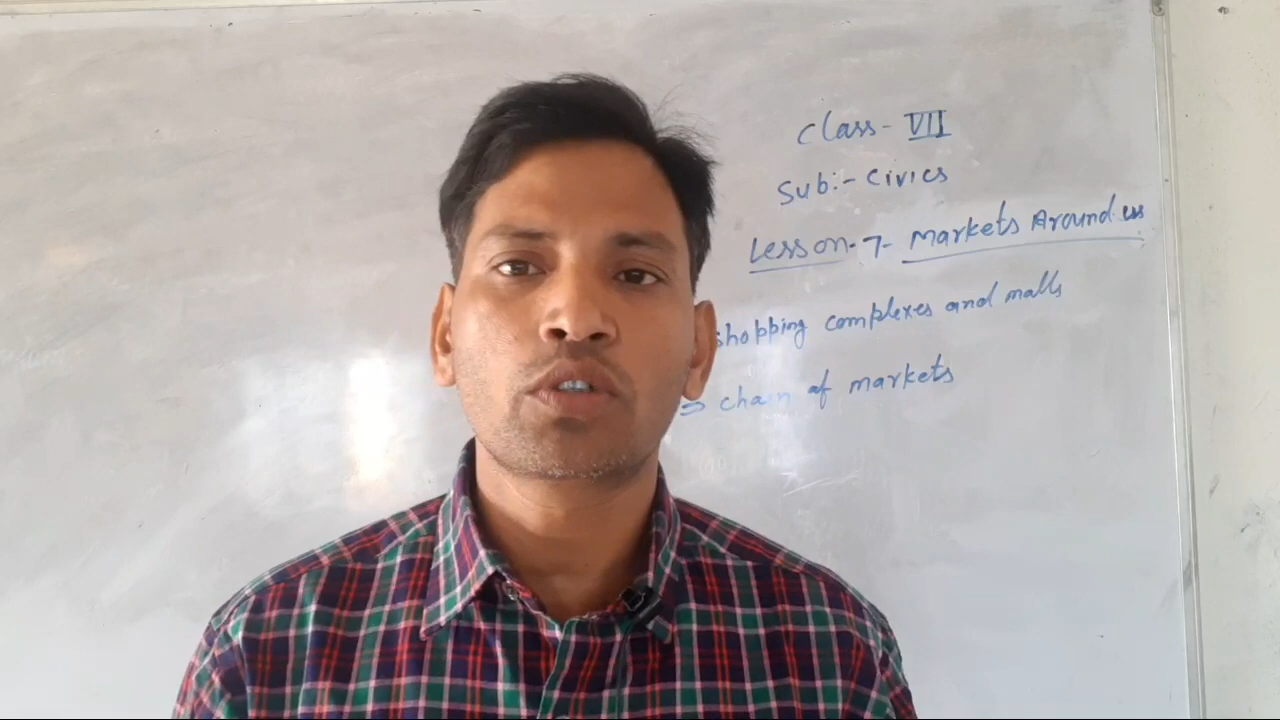 Class - VII
Sub:- Civics
Lesson - 7 - Markets Around us
shopping complexes and malls
⇒ chain of markets